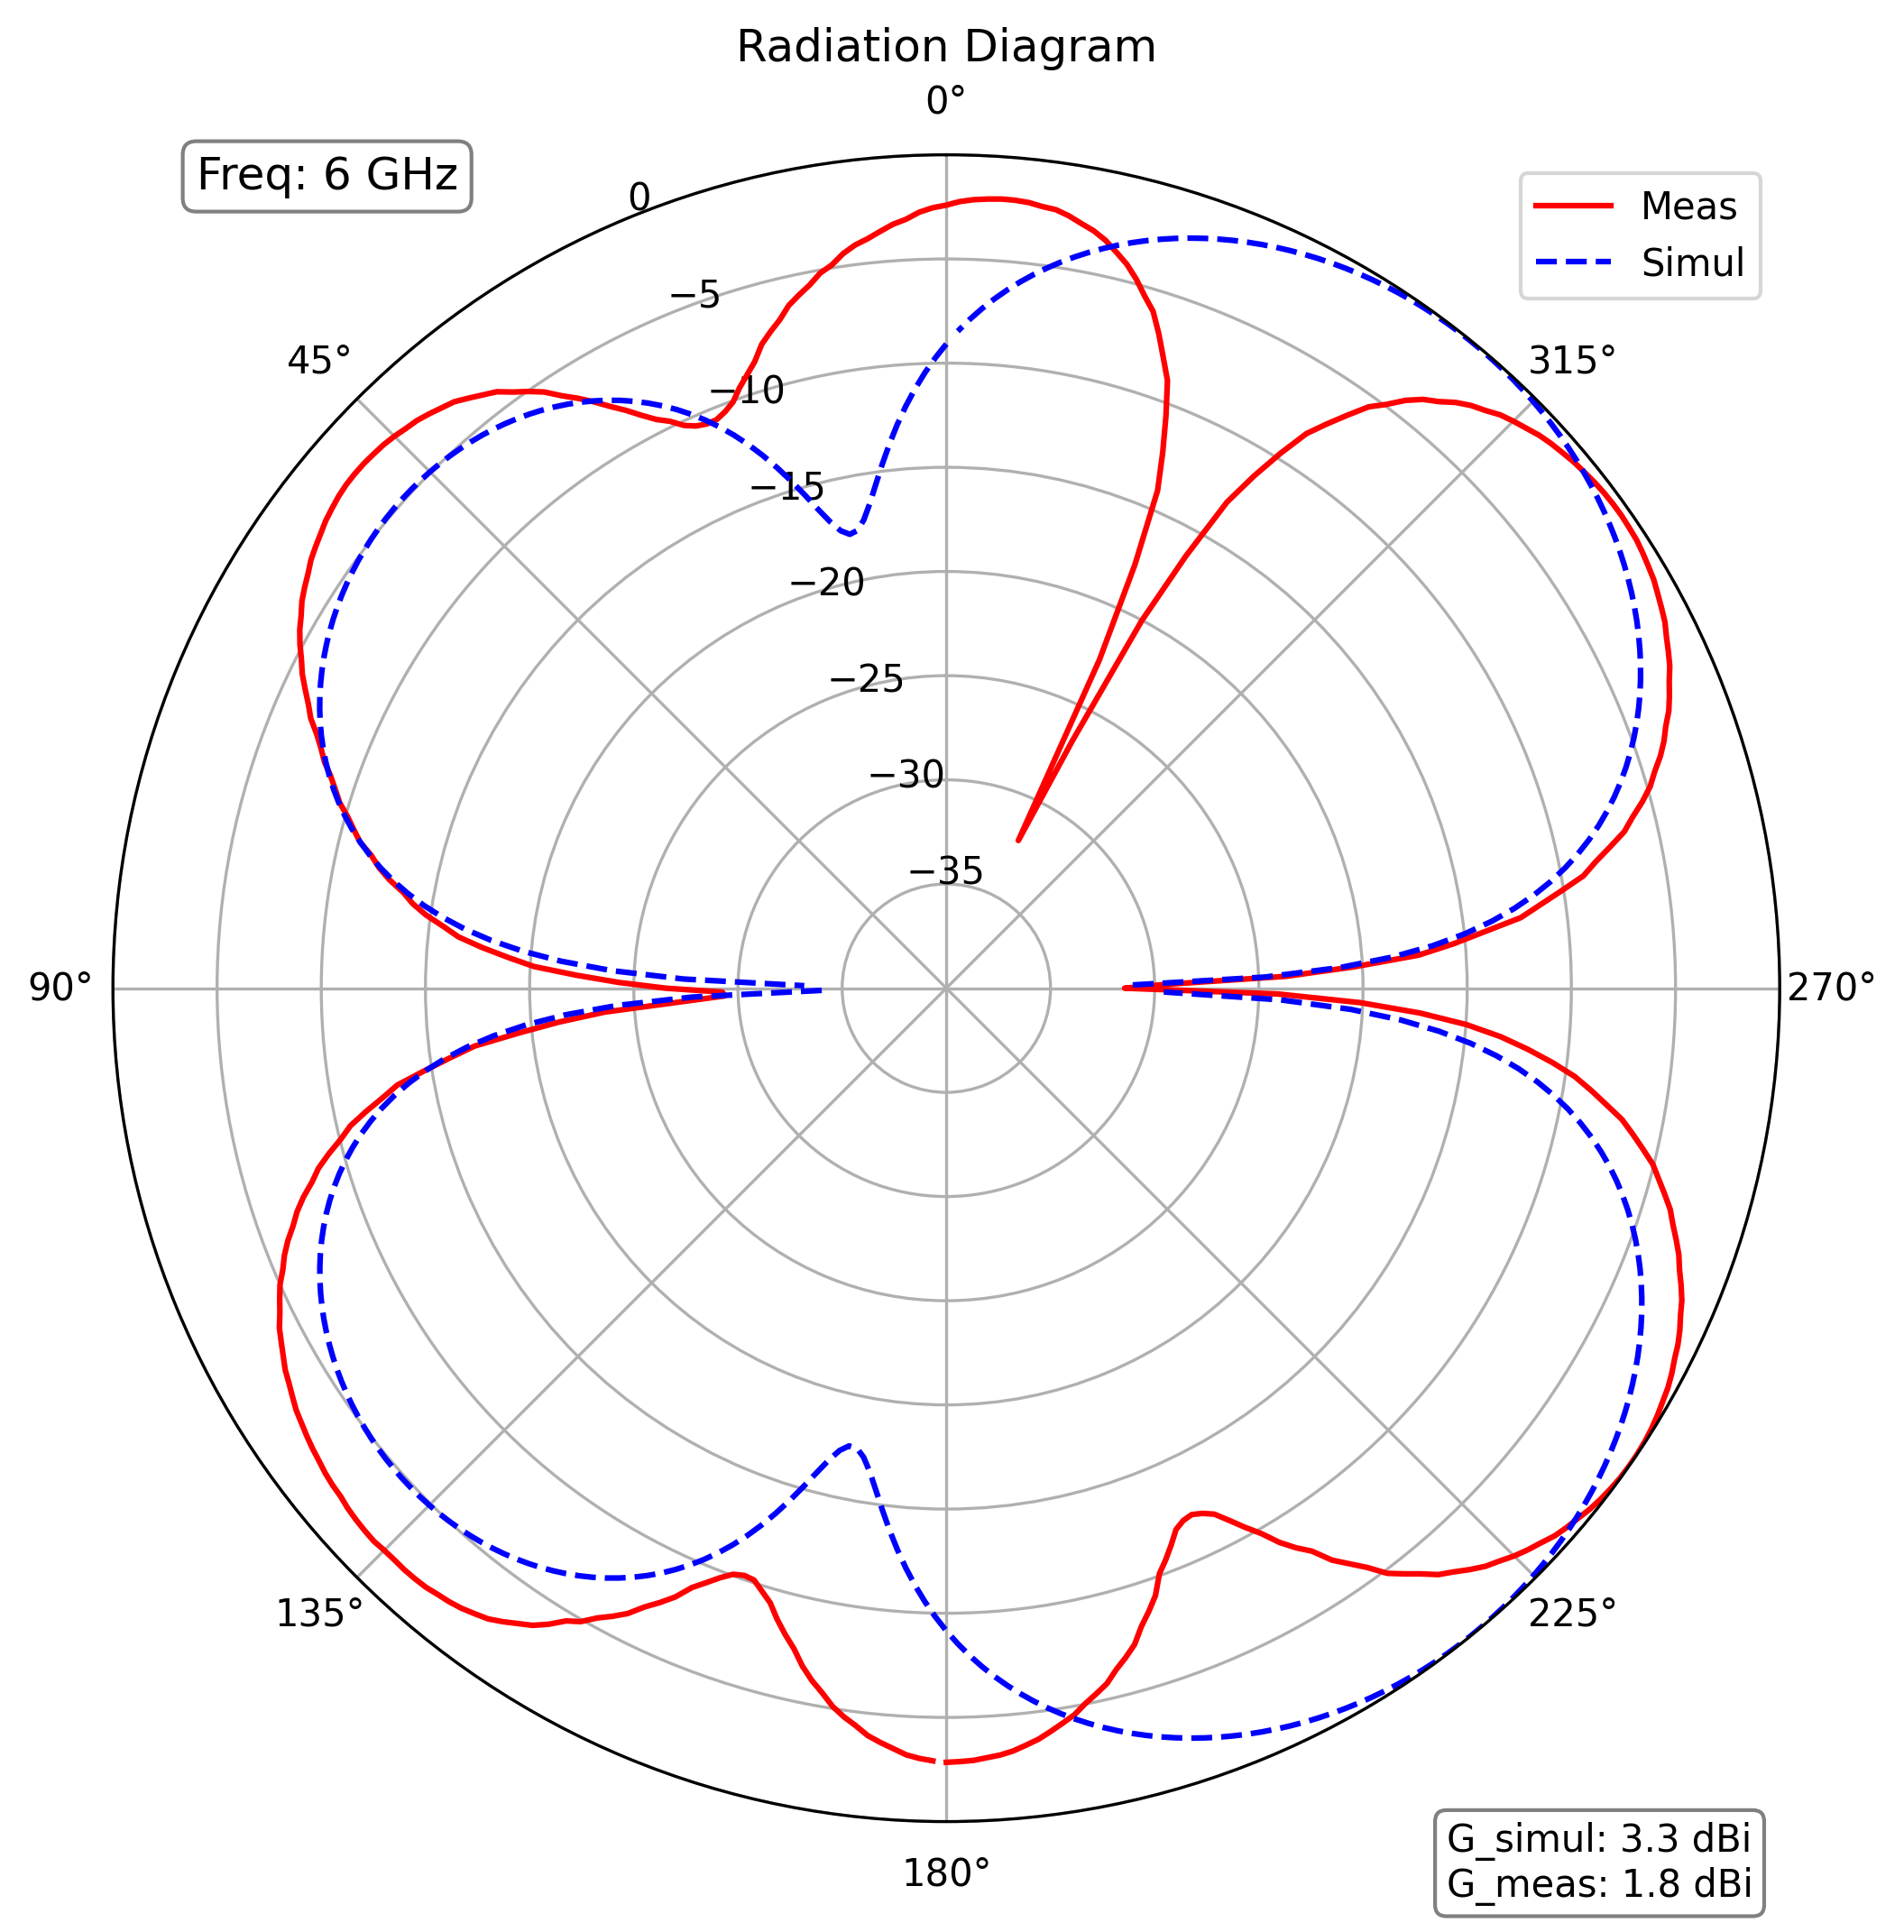 Radiation Diagram
0°
Freq: 6 GHz
Meas
Simul
0
−5
−10
−15
−20
−25
−30
−35
45°
315°
90°
270°
135°
225°
180°
G_simul: 3.3 dBi
G_meas: 1.8 dBi